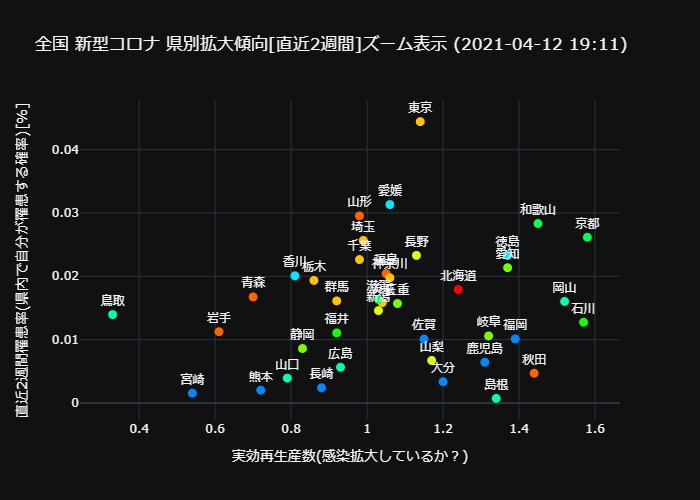 全国 新型コロナ 県別拡大傾向[直近2週間]ズーム表示 (2021-04-12 19:11)
直近2週間罹患率(県内で自分が罹患する確率)[%]
東京
0.04
愛媛
山形
0.03
和歌山
京都
埼玉
千葉
長野
徳島
愛知
香川
栃木
福島
神奈川
0.02
北海道
青森
群馬
滋賀
三重
岡山
鳥取
岩手
福井
石川
静岡
佐賀
岐阜
福岡
0.01
広島
山梨
鹿児島
秋田
宮崎
熊本
山口
長崎
大分
島根
0
0.4
0.6
0.8
1
1.2
1.4
1.6
実効再生産数(感染拡大しているか？)